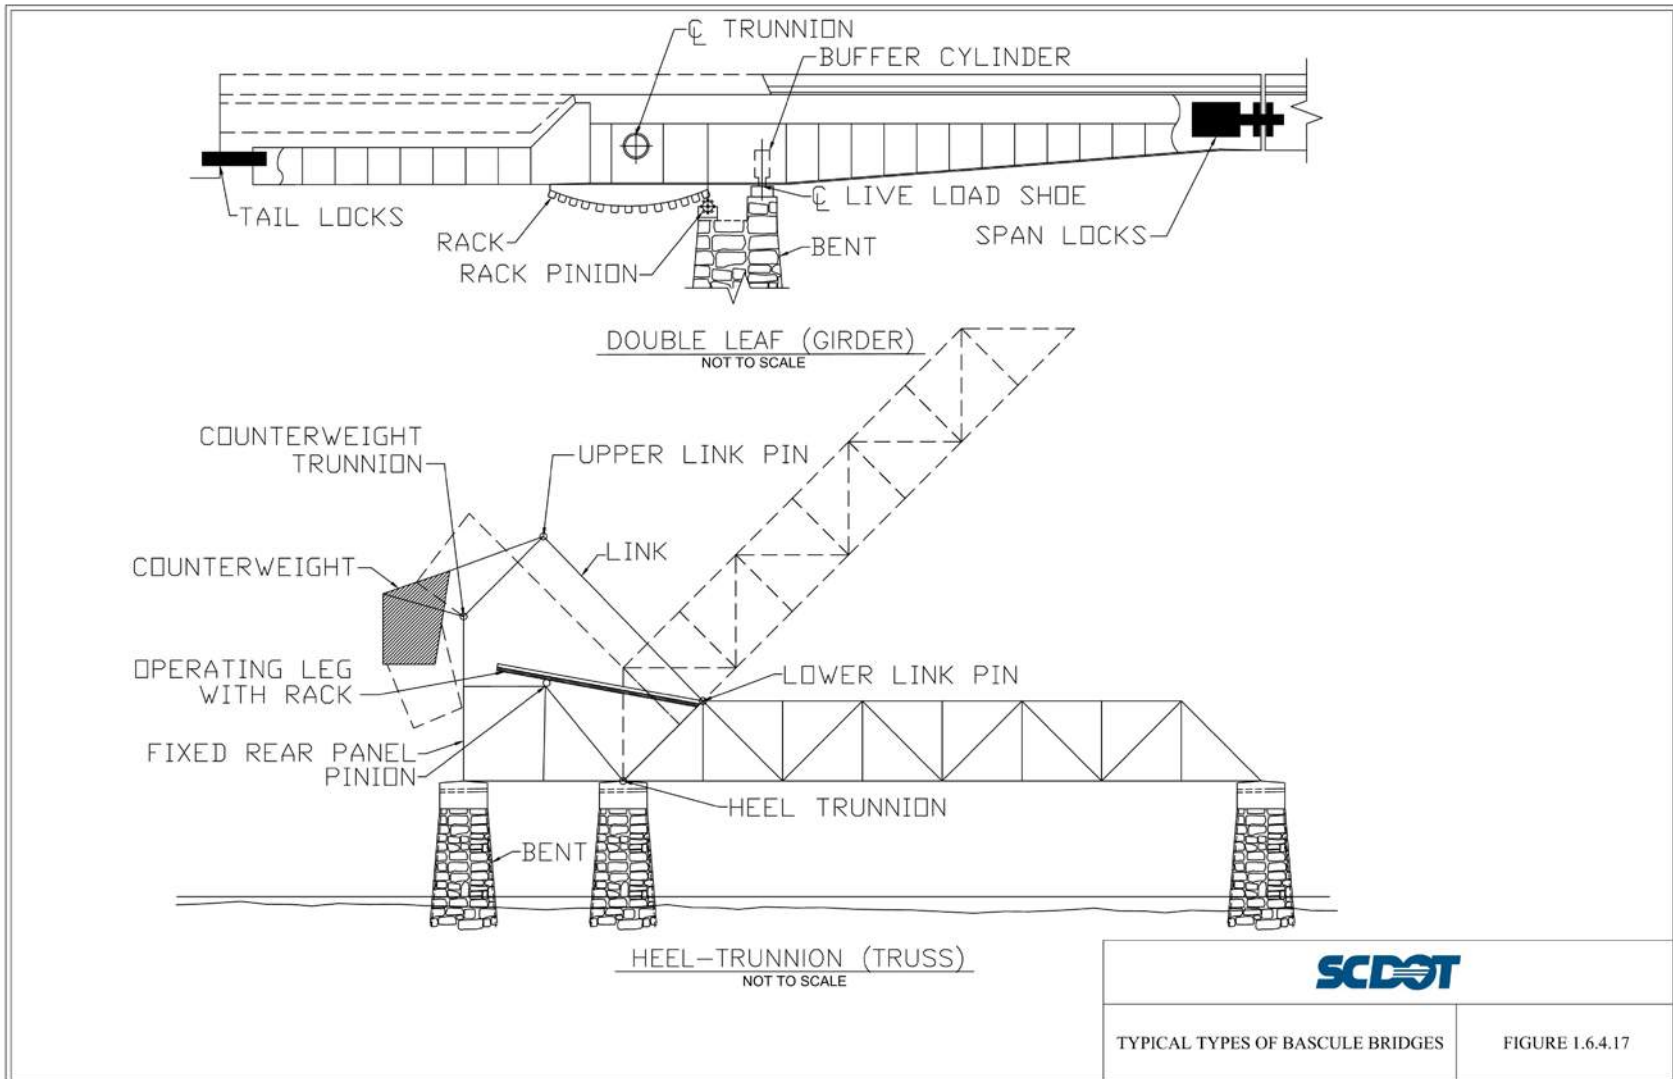 ℄ TRUNNION
BUFFER CYLINDER
TAIL LOCKS
℄ LIVE LOAD SHOE
SPAN LOCKS
RACK
BENT
RACK PINION
DOUBLE LEAF (GIRDER)
NOT TO SCALE
COUNTERWEIGHT
TRUNNION
UPPER LINK PIN
LINK
COUNTERWEIGHT
OPERATING LEG
WITH RACK
LOWER LINK PIN
FIXED REAR PANEL
PINION
HEEL TRUNNION
BENT
HEEL-TRUNNION (TRUSS)
NOT TO SCALE
SCDOT
TYPICAL TYPES OF BASCULE BRIDGES
FIGURE 1.6.4.17